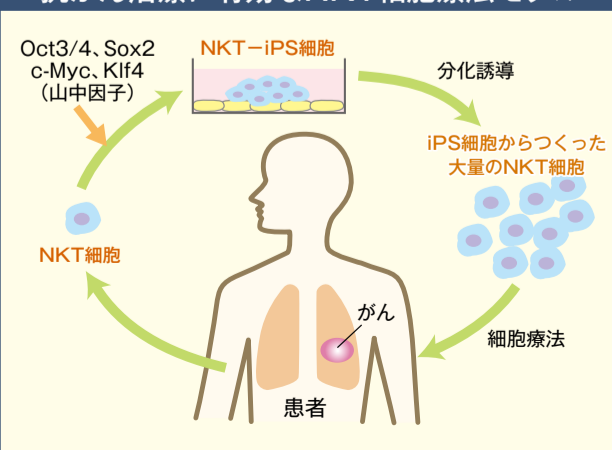 Oct3/4、Sox2
c-Myc、Klf4
（山中因子）
NKT－iPS細胞
分化誘導
iPS細胞からつくった
大量のNKT細胞
NKT細胞
がん
細胞療法
患者